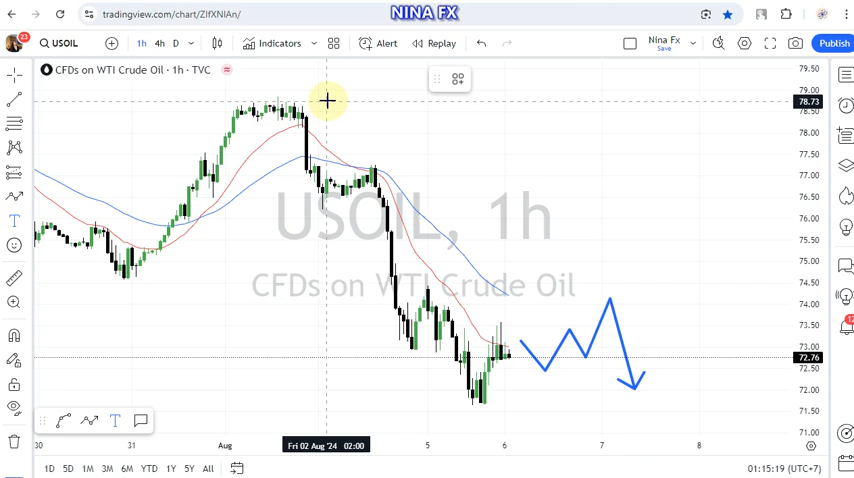 tradingview.com/chart/ZIfXNIAn/
NINA FX
23
USOIL
1h 4h D
Indicators
Alert
Replay
Nina Fx
Save
Publish
CFDs on WTI Crude Oil · 1h · TVC
USOIL, 1h
CFDs on WTI Crude Oil
79.50
79.00
78.73
78.50
78.00
77.50
77.00
76.50
76.00
75.50
75.00
74.50
74.00
73.50
73.00
72.76
72.50
72.00
71.50
71.00
30
31
Aug
Fri 02 Aug '24 02:00
5
6
7
8
1D 5D 1M 3M 6M YTD 1Y 5Y All
01:15:19 (UTC+7)